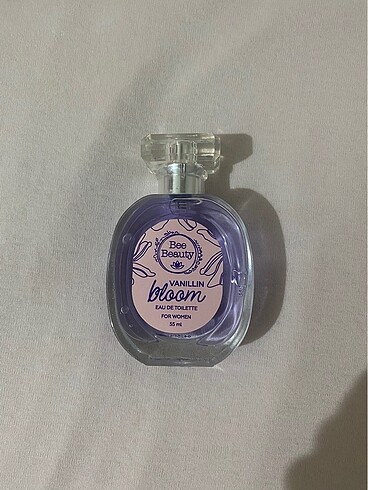 Bee
Beauty
VANILLIN
bloom
EAU DE TOILETTE
FOR WOMEN
55 ml